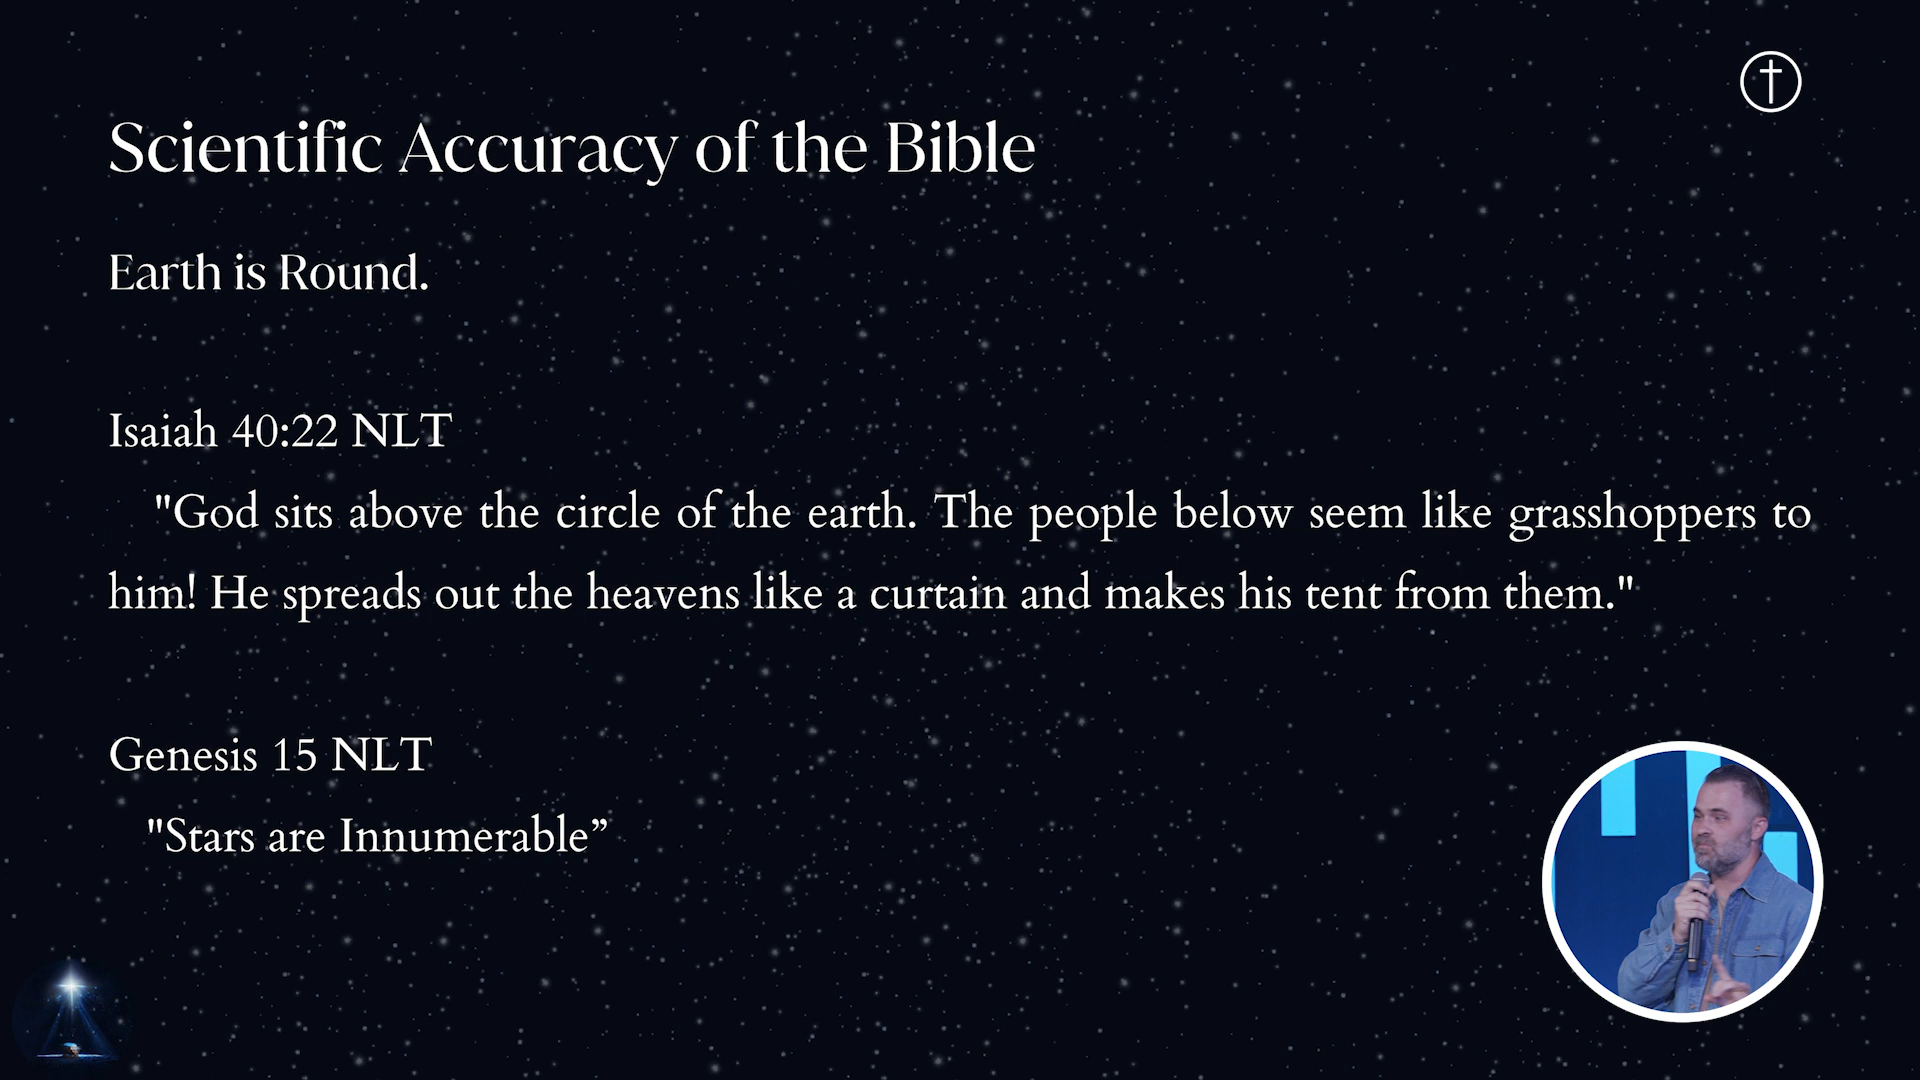 Scientific Accuracy of the Bible
Earth is Round.
Isaiah 40:22 NLT
"God sits above the circle of the earth. The people below seem like grasshoppers to
him! He spreads out the heavens like a curtain and makes his tent from them."
Genesis 15 NLT
"Stars are Innumerable”